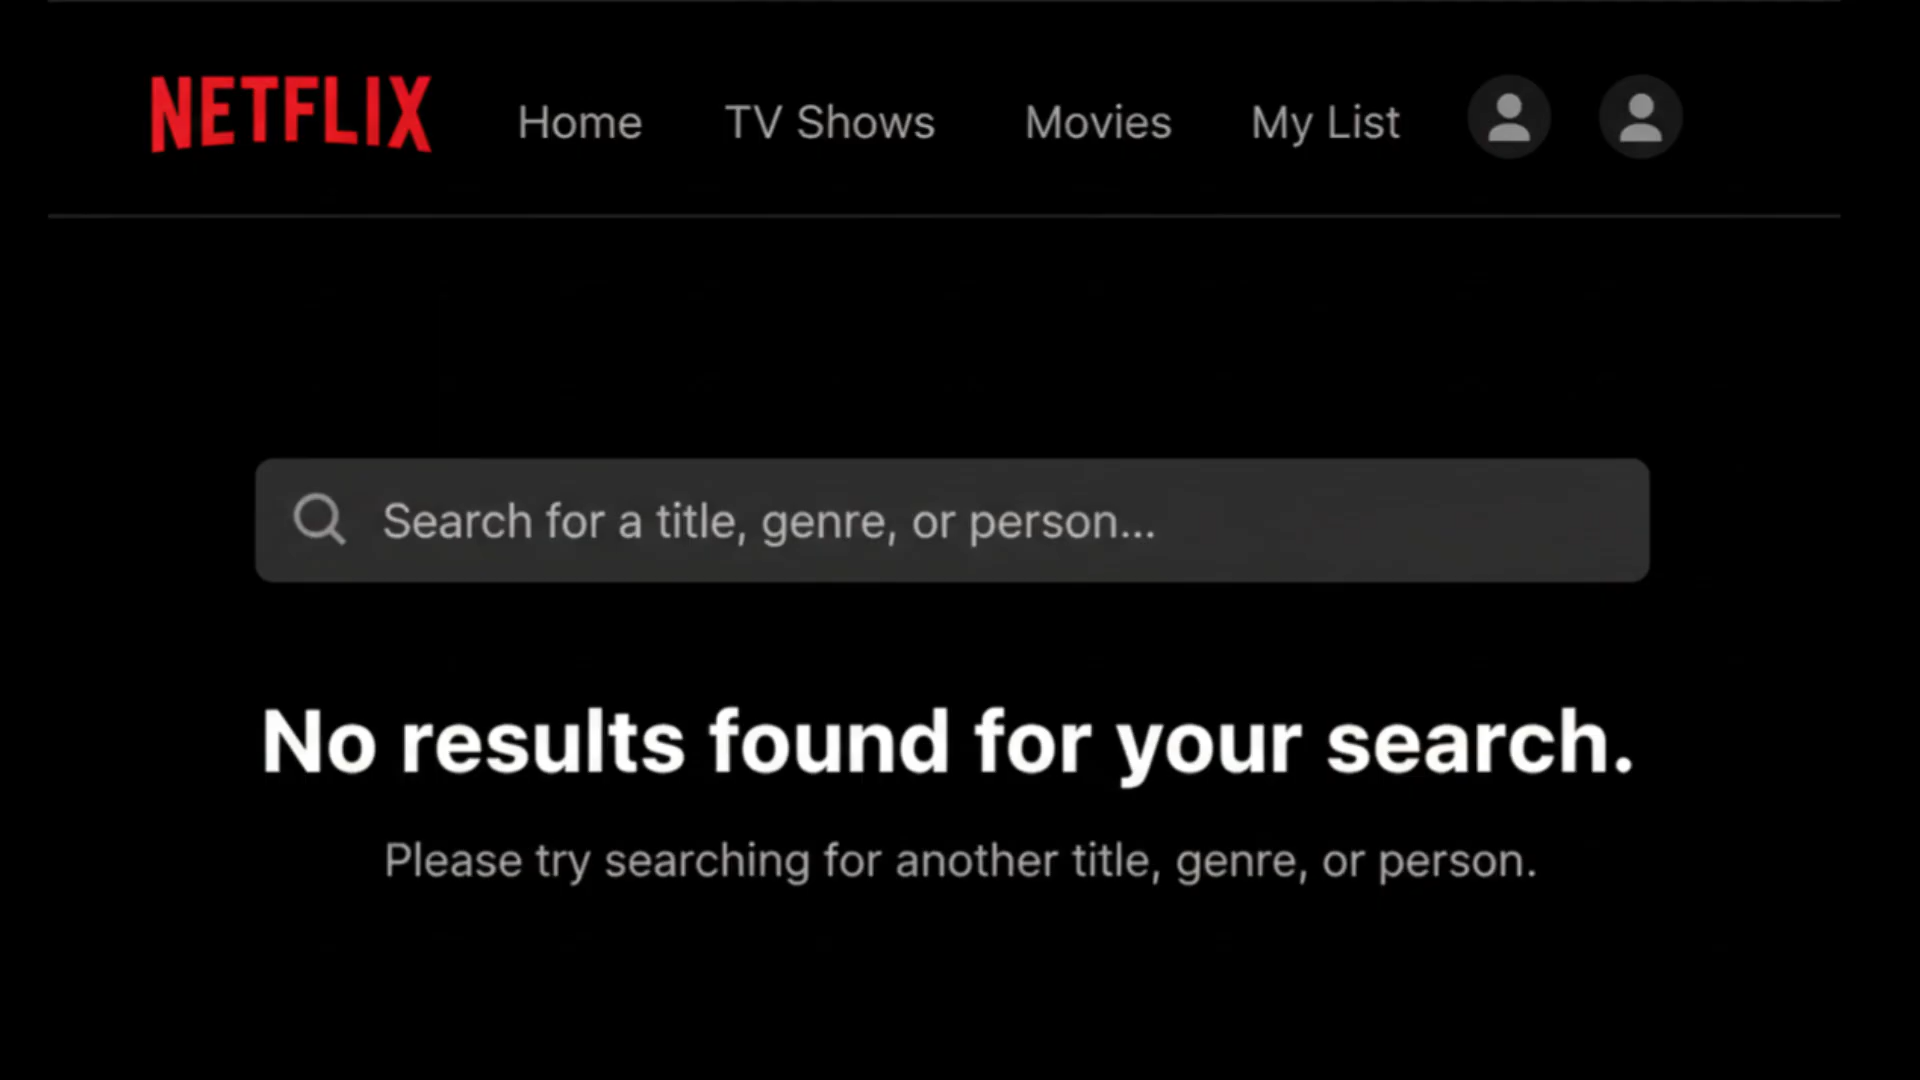 NETFLIX Home TV Shows Movies My List
Search for a title, genre, or person...
No results found for your search.
Please try searching for another title, genre, or person.